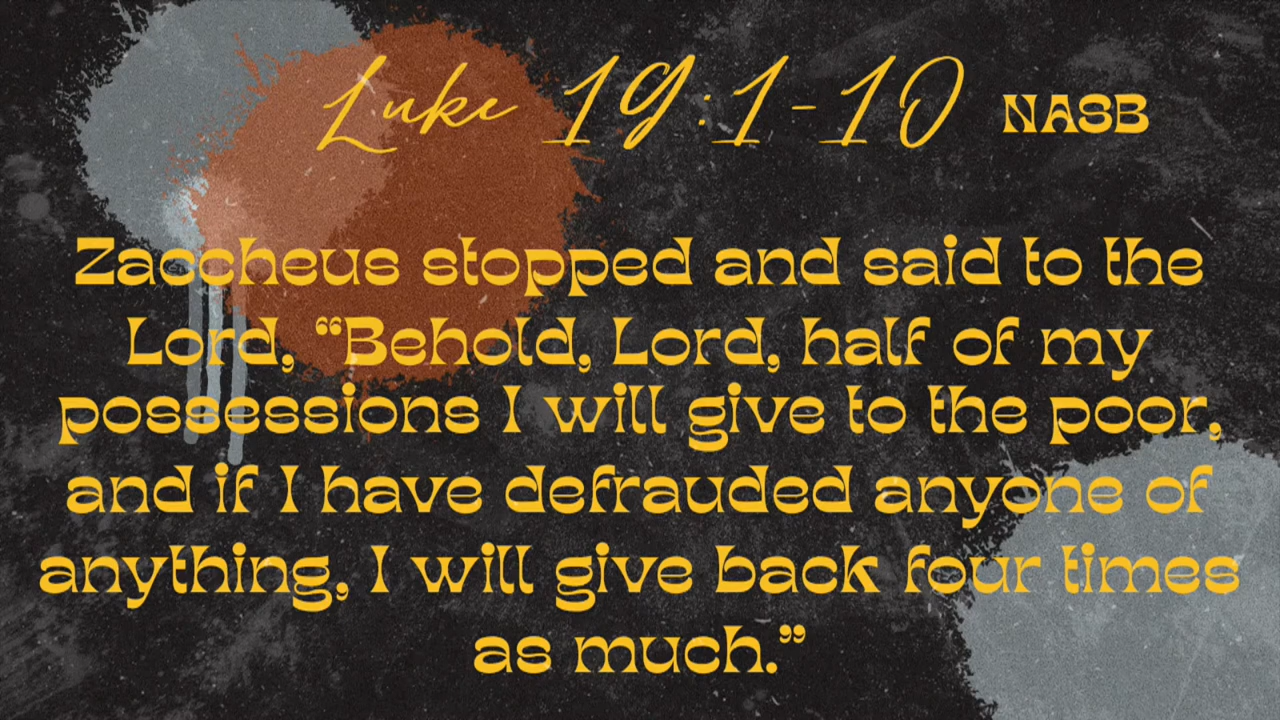 Luke 19:1-10 NASB
Zaccheus stopped and said to the
Lord, “Behold, Lord, half of my
possessions I will give to the poor,
and if I have defrauded anyone of
anything, I will give back four times
as much.”